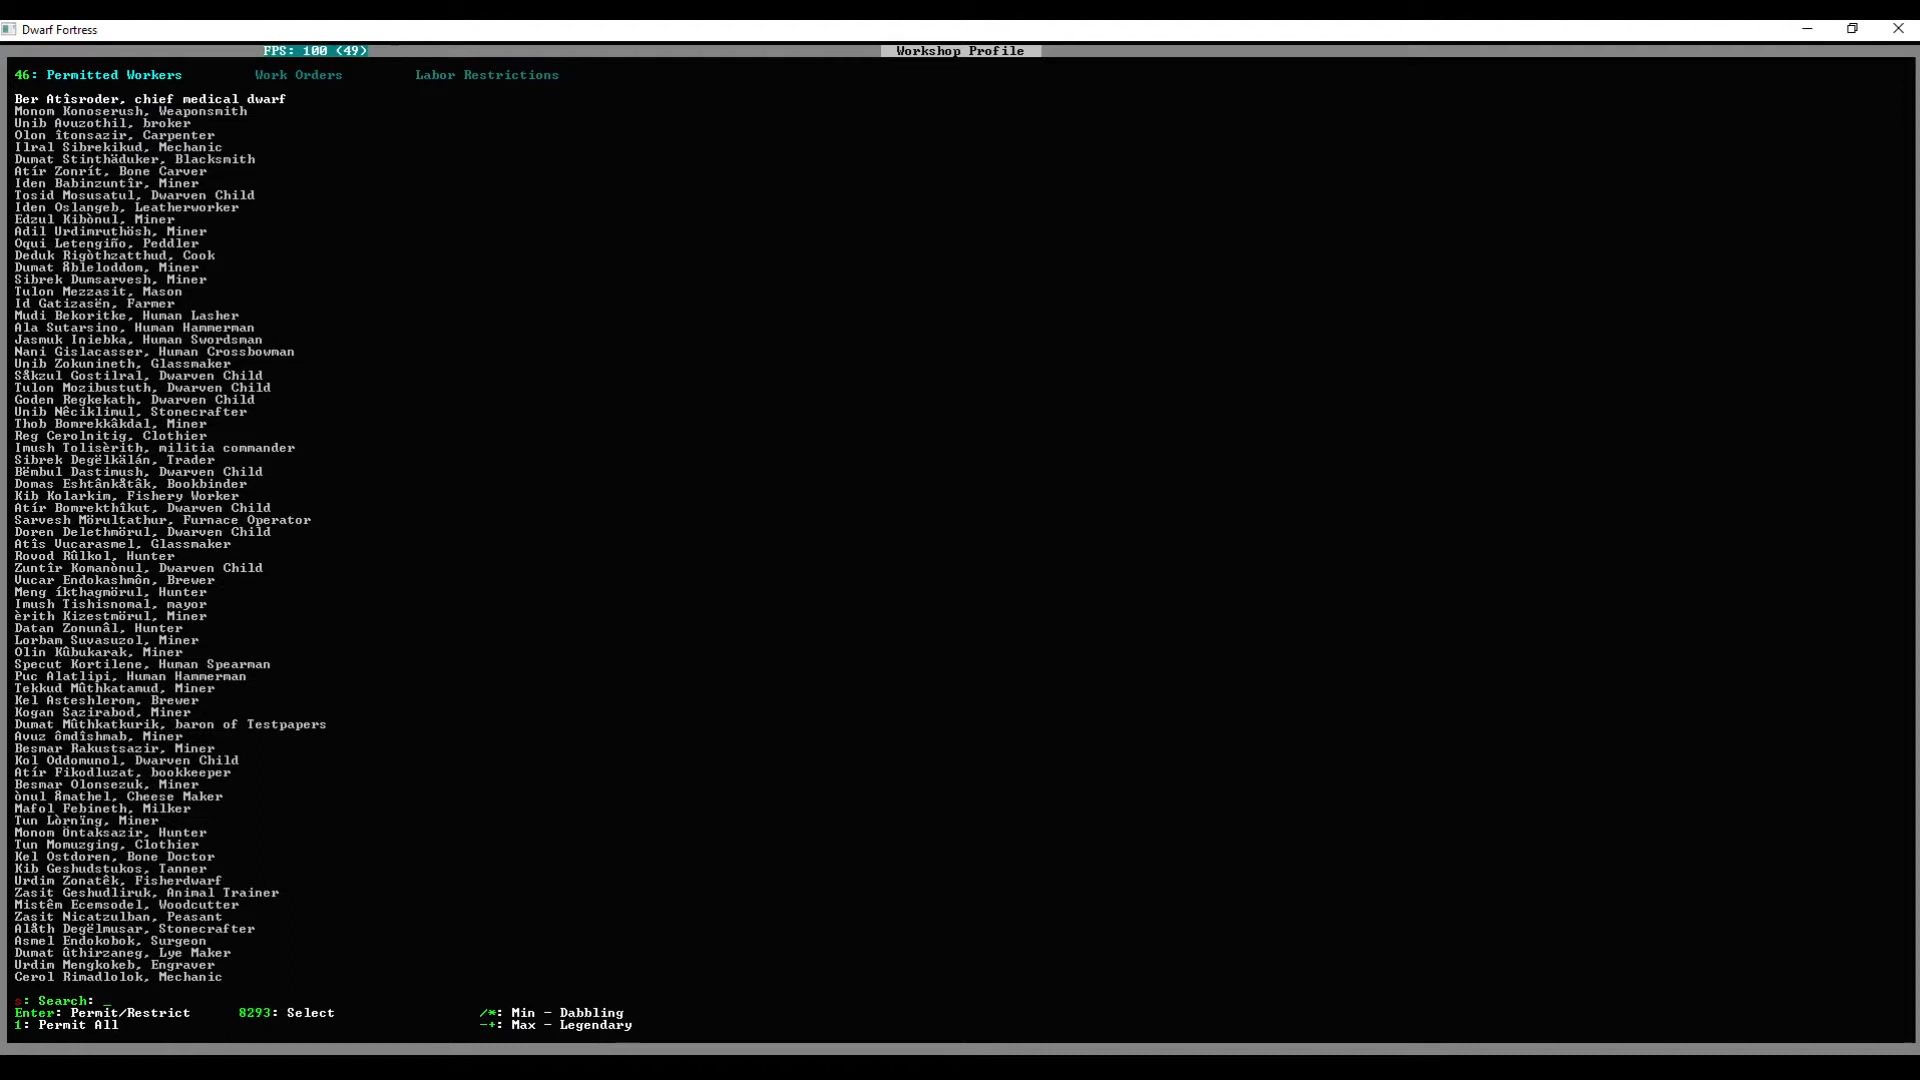 Dwarf Fortress
FPS: 100 (49)
Workshop Profile
46: Permitted Workers Work Orders Labor Restrictions
Ber Atîsroder, chief medical dwarf
Monom Konoserush, Weaponsmith
Unib Avuzothil, broker
Olon îtonsazir, Carpenter
Ilral Sibrekikud, Mechanic
Dumat Stinthäduker, Blacksmith
Atír Zonrít, Bone Carver
Iden Babinzuntîr, Miner
Tosid Mosusatul, Dwarven Child
Iden Oslangeb, Leatherworker
Edzul Kibònul, Miner
Adil Urdimruthösh, Miner
Oqui Letengiño, Peddler
Deduk Rigòthzatthud, Cook
Dumat Åbleloddom, Miner
Sibrek Dumsarvesh, Miner
Tulon Mezzasit, Mason
Id Gatizasën, Farmer
Mudi Bekoritke, Human Lasher
Ala Sutarsino, Human Hammerman
Jasmuk Iniebka, Human Swordsman
Nani Gislacasser, Human Crossbowman
Unib Zokunineth, Glassmaker
Såkzul Gostilral, Dwarven Child
Tulon Mozibustuth, Dwarven Child
Goden Regkekath, Dwarven Child
Unib Nêciklimul, Stonecrafter
Thob Bomrekkâkdal, Miner
Reg Cerolnitig, Clothier
Imush Tolisèrith, militia commander
Sibrek Degëlkälán, Trader
Bëmbul Dastimush, Dwarven Child
Domas Eshtânkåtâk, Bookbinder
Kib Kolarkim, Fishery Worker
Atír Bomrekthîkut, Dwarven Child
Sarvesh Mörultathur, Furnace Operator
Doren Delethmörul, Dwarven Child
Atîs Vucarasmel, Glassmaker
Rovod Rûlkol, Hunter
Zuntîr Komanònul, Dwarven Child
Vucar Endokashmôn, Brewer
Meng íkthagmörul, Hunter
Imush Tishisnomal, mayor
èrith Kizestmörul, Miner
Datan Zonunâl, Hunter
Lorbam Suvasuzol, Miner
Olin Kûbukarak, Miner
Specut Kortilene, Human Spearman
Puc Alatlipi, Human Hammerman
Tekkud Mûthkatamud, Miner
Kel Asteshlerom, Brewer
Kogan Sazirabod, Miner
Dumat Mûthkatkurik, baron of Testpapers
Avuz ômdîshmab, Miner
Besmar Rakustsazir, Miner
Kol Oddomunol, Dwarven Child
Atír Fikodluzat, bookkeeper
Besmar Olonsezuk, Miner
ònul Åmathel, Cheese Maker
Mafol Febineth, Milker
Tun Lòrnïng, Miner
Monom Öntaksazir, Hunter
Tun Momuzging, Clothier
Kel Ostdoren, Bone Doctor
Kib Geshudstukos, Tanner
Urdim Zonatêk, Fisherdwarf
Zasit Geshudliruk, Animal Trainer
Mistêm Ecemsodel, Woodcutter
Zasit Nicatzulban, Peasant
Alåth Degëlmusar, Stonecrafter
Asmel Endokobok, Surgeon
Dumat ûthirzaneg, Lye Maker
Urdim Mengkokeb, Engraver
Cerol Rimadlolok, Mechanic
s: Search: _
Enter: Permit/Restrict 8293: Select /*: Min - Dabbling
1: Permit All -+: Max - Legendary